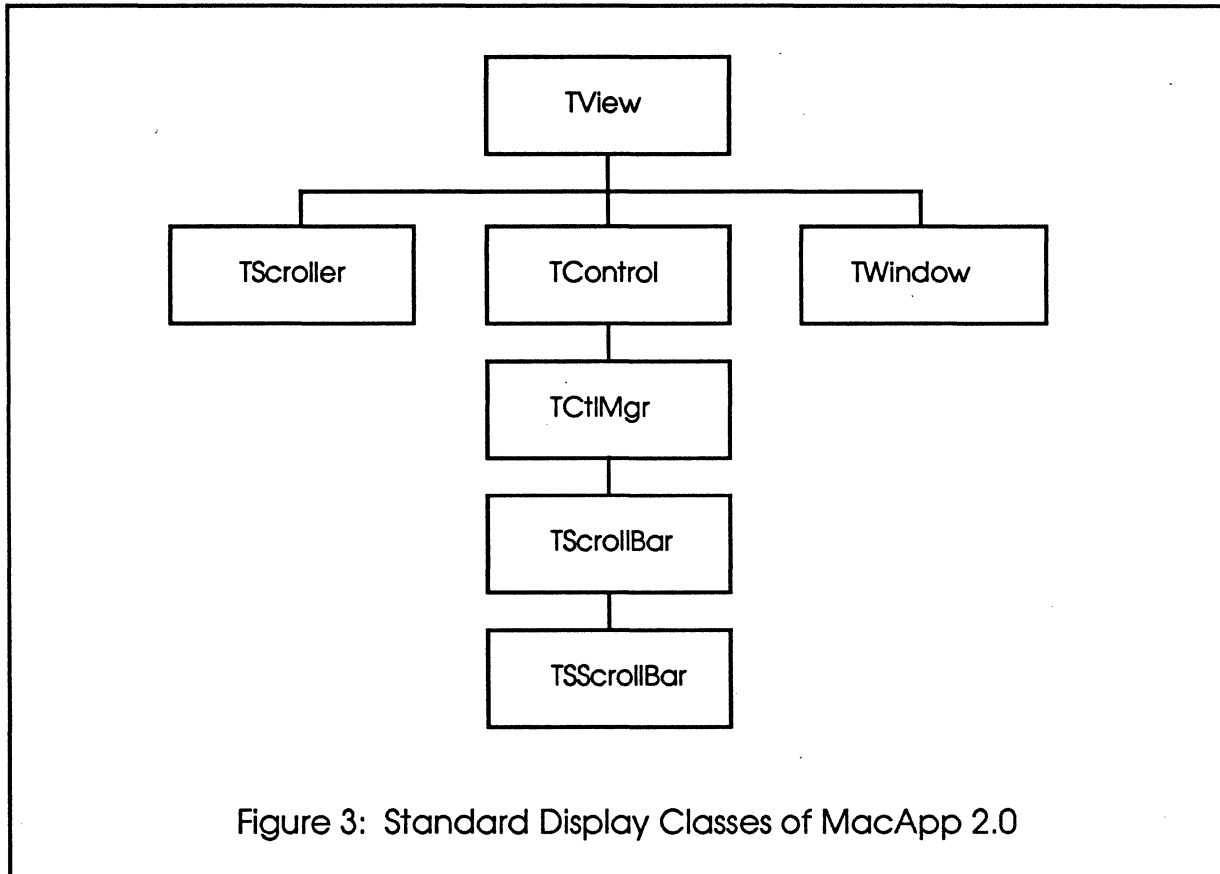 TView
TScroller
TControl
TWindow
TCtlMgr
TScrollBar
TSScrollBar
Figure 3: Standard Display Classes of MacApp 2.0